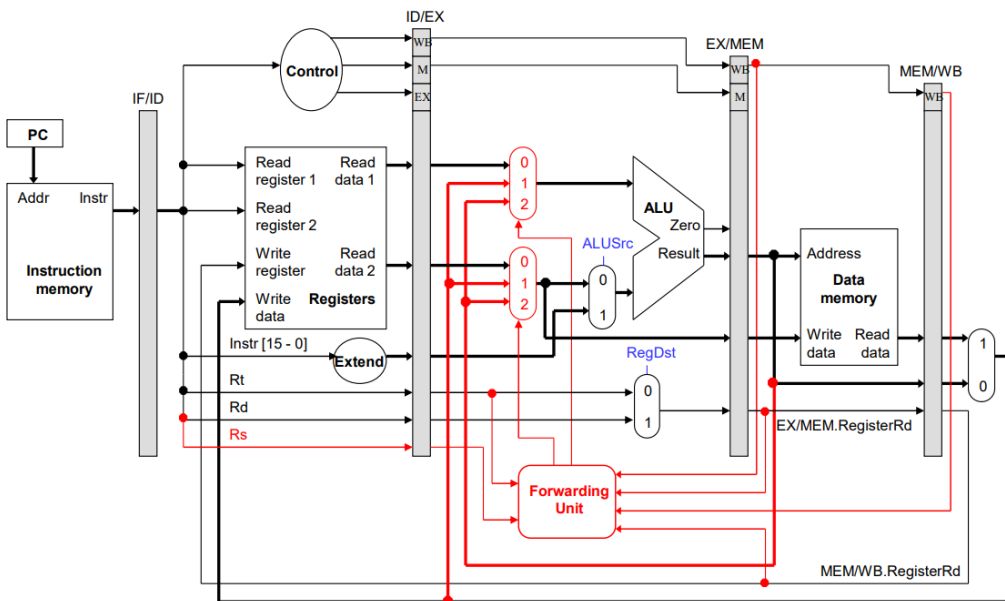 ID/EX
WB
M
EX
Control
EX/MEM
WB
M
MEM/WB
WB
IF/ID
PC
Addr Instr
Instruction
memory
Read
register 1
Read
data 1
Read
register 2
Write
register
Read
data 2
Write
data
Registers
0
1
2
0
1
2
ALUSrc
0
1
ALU
Zero
Result
Address
Data
memory
Write
data
Read
data
1
0
Instr [15 - 0]
Extend
RegDst
0
1
Rt
Rd
Rs
EX/MEM.RegisterRd
Forwarding
Unit
MEM/WB.RegisterRd